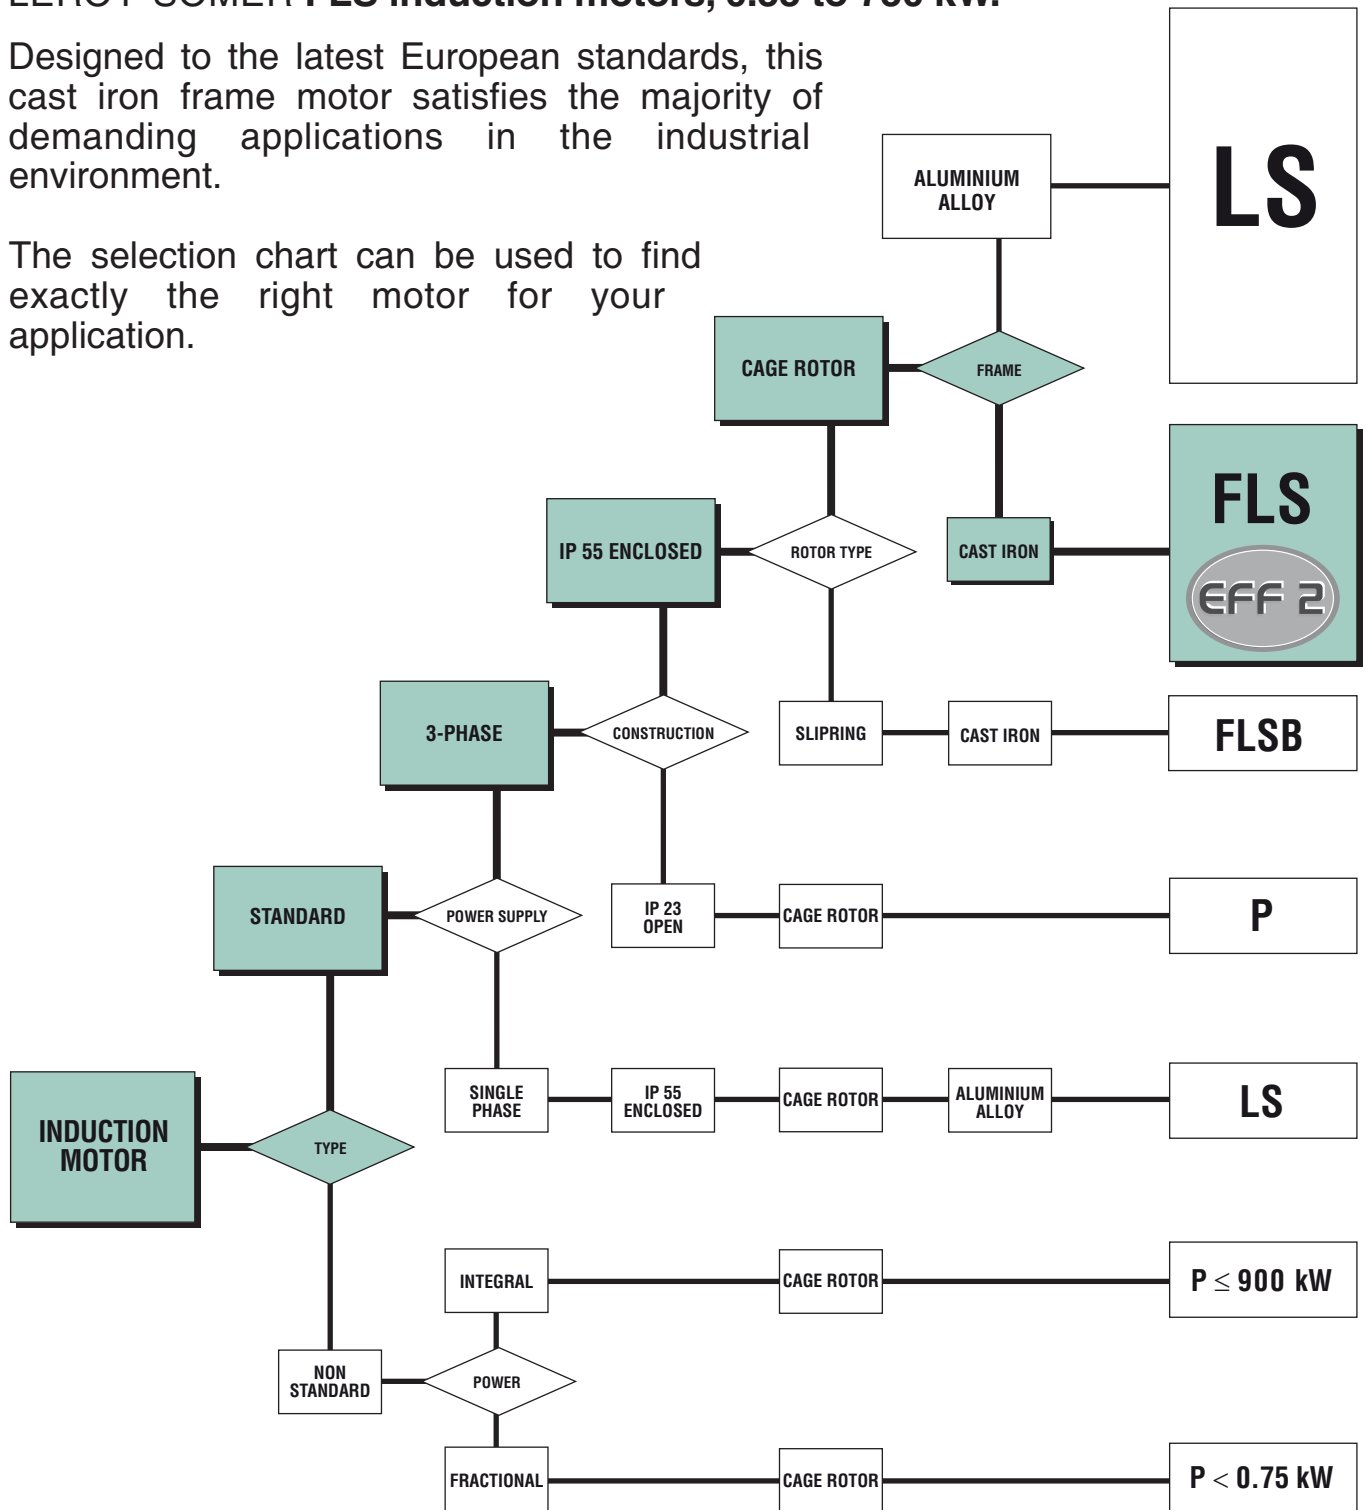 Designed to the latest European standards, this
cast iron frame motor satisfies the majority of
demanding applications in the industrial
environment.
The selection chart can be used to find
exactly the right motor for your
application.
ALUMINIUM
ALLOY
LS
CAGE ROTOR
FRAME
FLS
EFF 2
IP 55 ENCLOSED
ROTOR TYPE
CAST IRON
3-PHASE
CONSTRUCTION
SLIPRING
CAST IRON
FLSB
STANDARD
POWER SUPPLY
IP 23
OPEN
CAGE ROTOR
P
INDUCTION
MOTOR
TYPE
SINGLE
PHASE
IP 55
ENCLOSED
CAGE ROTOR
ALUMINIUM
ALLOY
LS
INTEGRAL
CAGE ROTOR
P ≤ 900 kW
NON
STANDARD
POWER
FRACTIONAL
CAGE ROTOR
P < 0.75 kW